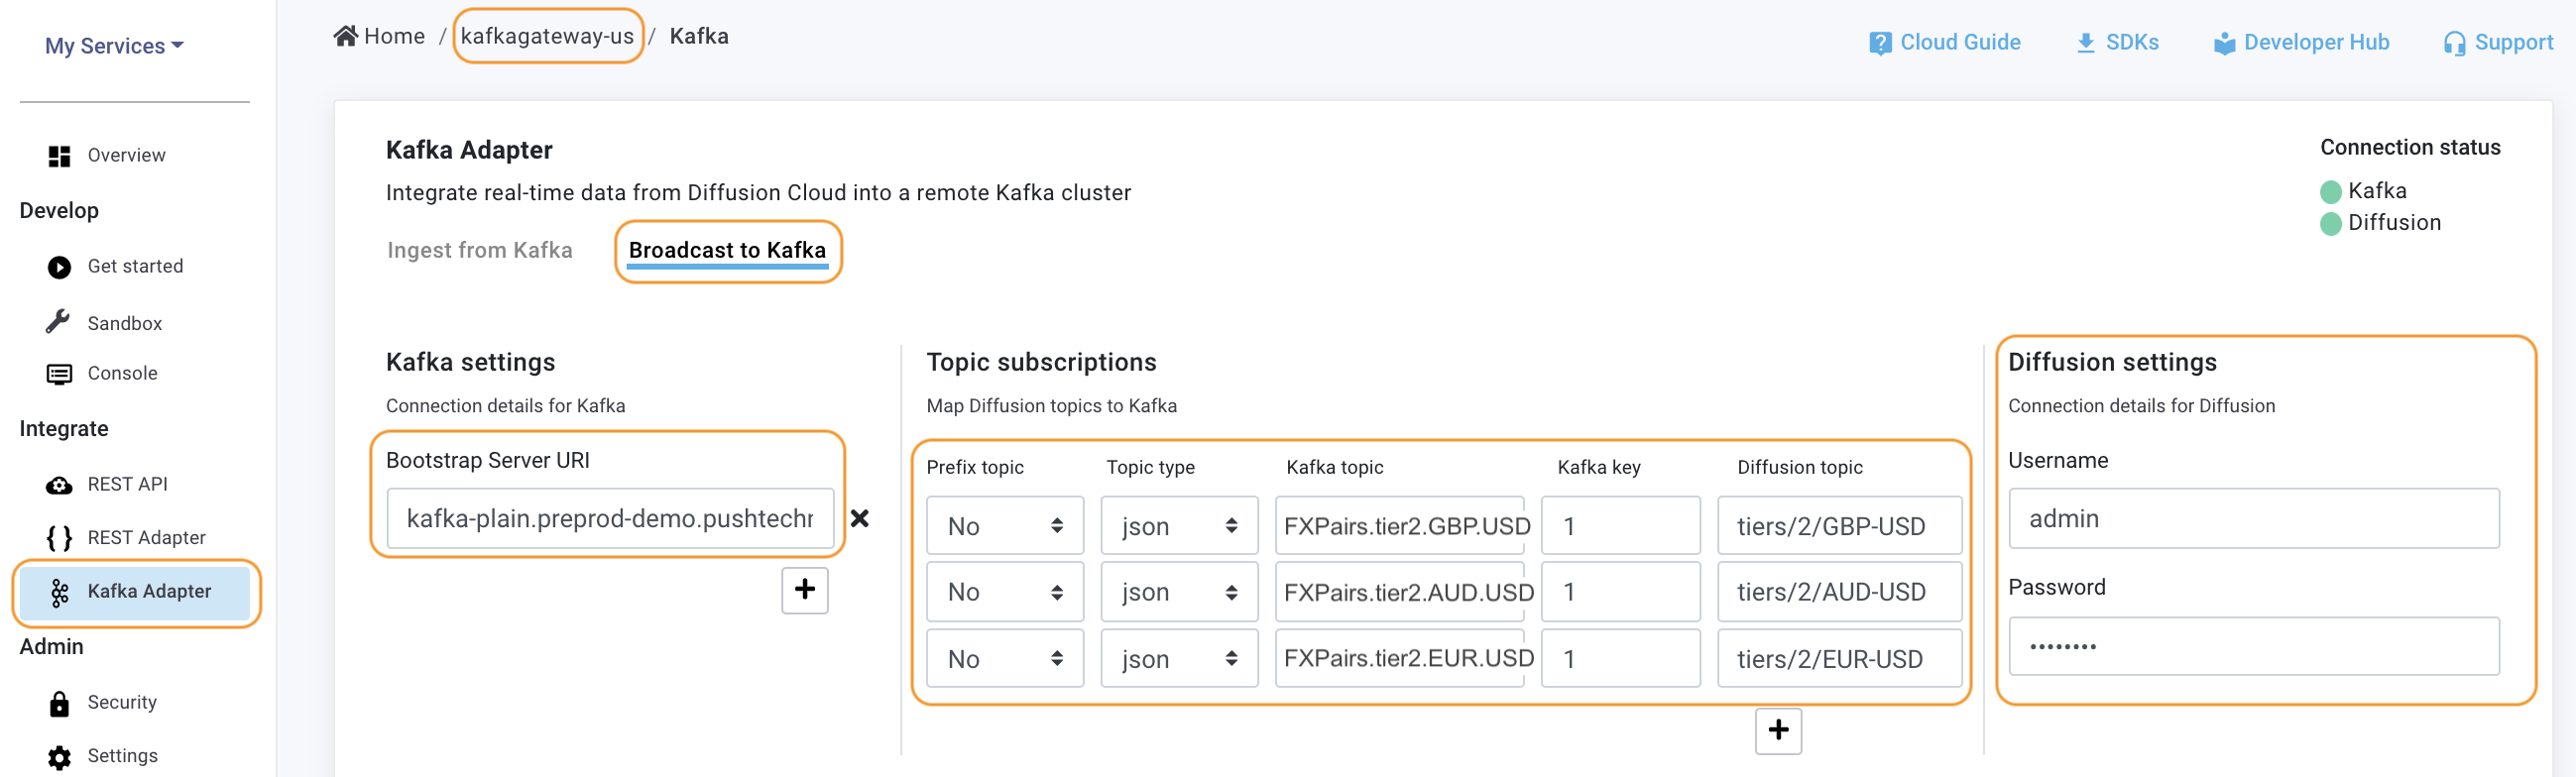 My Services
Overview
Develop
Get started
Sandbox
Console
Integrate
REST API
REST Adapter
Kafka Adapter
Admin
Security
Settings
Home / kafkagateway-us / Kafka
Cloud Guide
SDKs
Developer Hub
Support
Kafka Adapter
Integrate real-time data from Diffusion Cloud into a remote Kafka cluster
Ingest from Kafka
Broadcast to Kafka
Connection status
Kafka
Diffusion
Kafka settings
Connection details for Kafka
Bootstrap Server URI
kafka-plain.preprod-demo.pushtechr
Topic subscriptions
Map Diffusion topics to Kafka
Prefix topic Topic type Kafka topic Kafka key Diffusion topic
No json FXPairs.tier2.GBP.USD 1 tiers/2/GBP-USD
No json FXPairs.tier2.AUD.USD 1 tiers/2/AUD-USD
No json FXPairs.tier2.EUR.USD 1 tiers/2/EUR-USD
Diffusion settings
Connection details for Diffusion
Username
admin
Password
••••••••